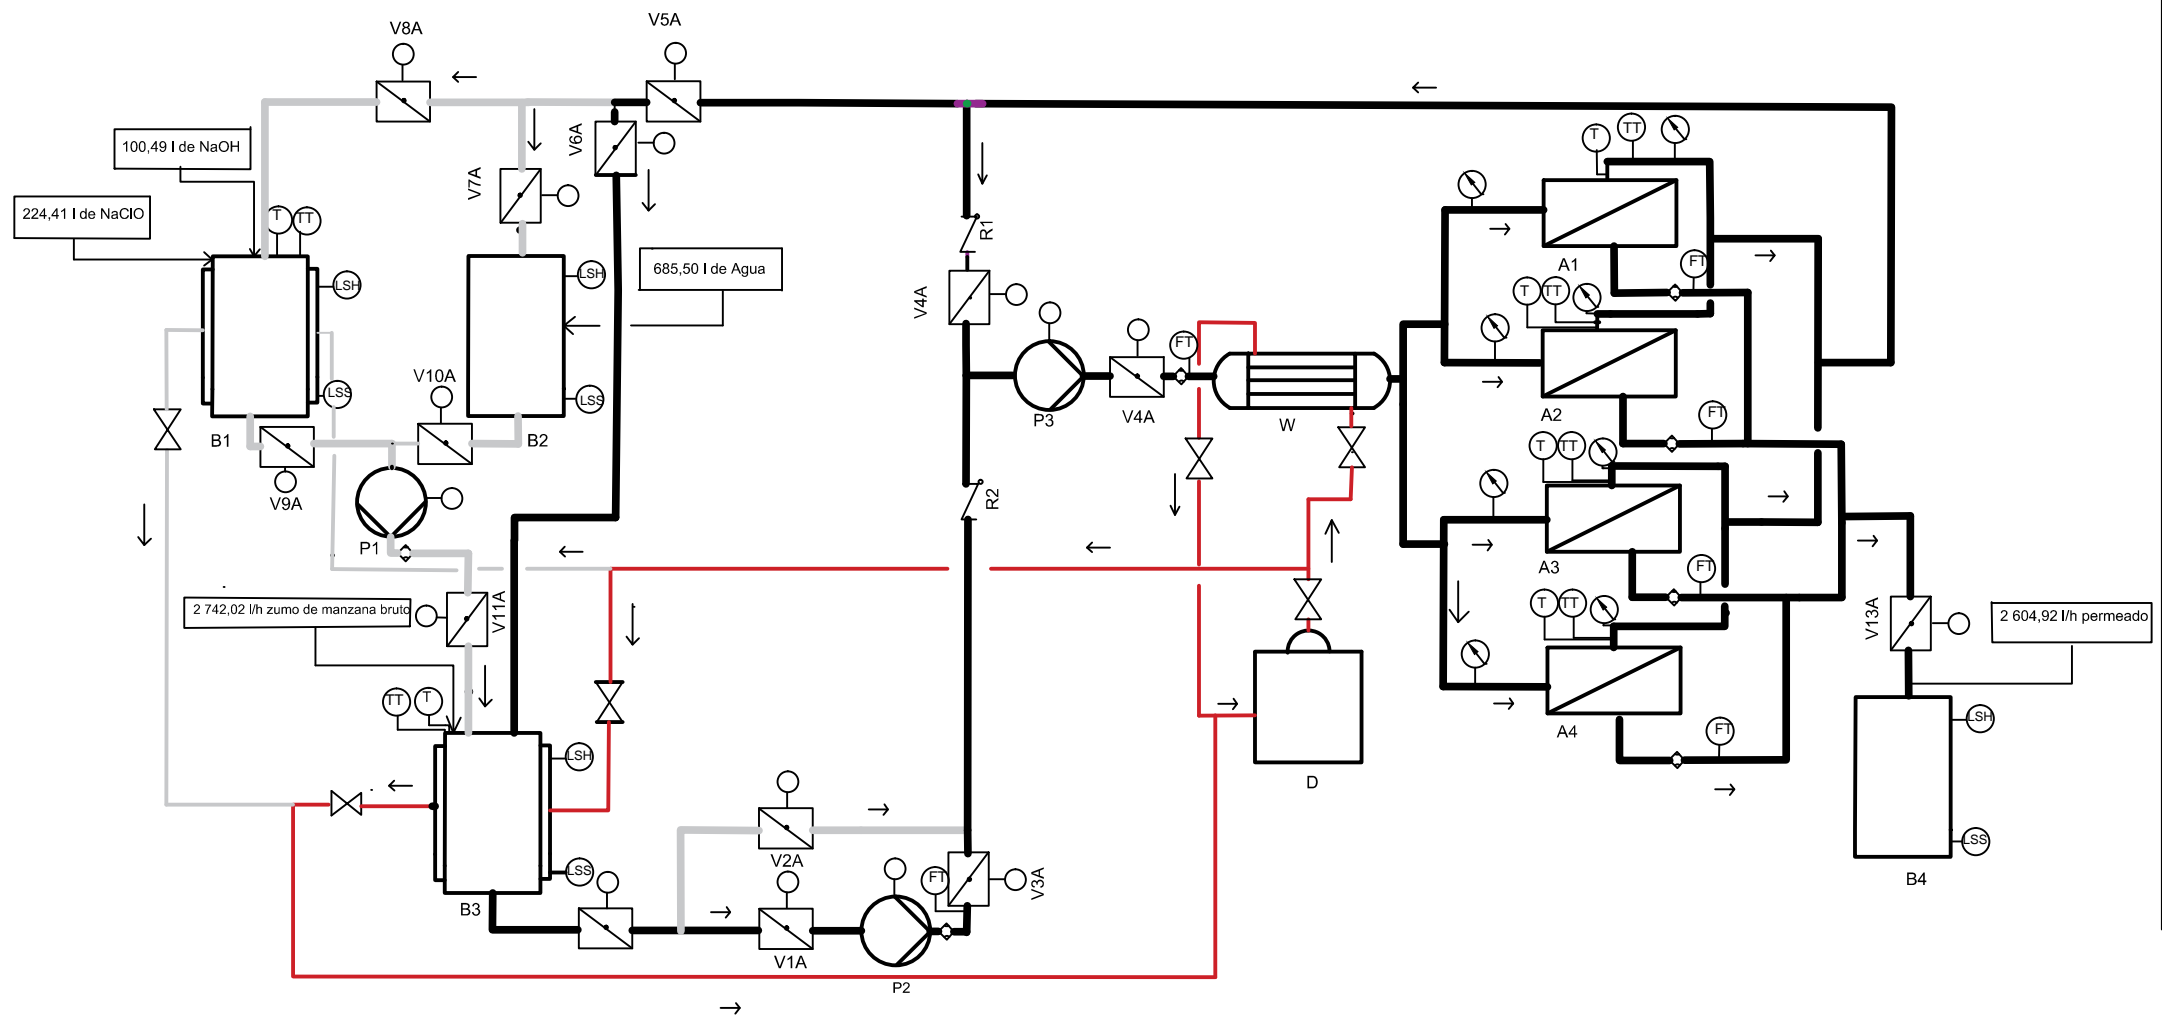 V8A
V5A
100,49 l de NaOH
V6A
V7A
T
TT
T
TT
224,41 l de NaClO
R1
685,50 l de Agua
LSH
LSH
A1
FT
T
TT
V4A
FT
LSS
LSS
V10A
P3
V4A
W
A2
FT
B1
B2
T
TT
V9A
R2
P1
A3
FT
V11A
2 742,02 l/h zumo de manzana bruto
T
TT
V13A
2 604,92 l/h permeado
TT
T
LSH
A4
FT
LSH
D
V2A
LSS
LSS
FT
V3A
B4
B3
V1A
P2